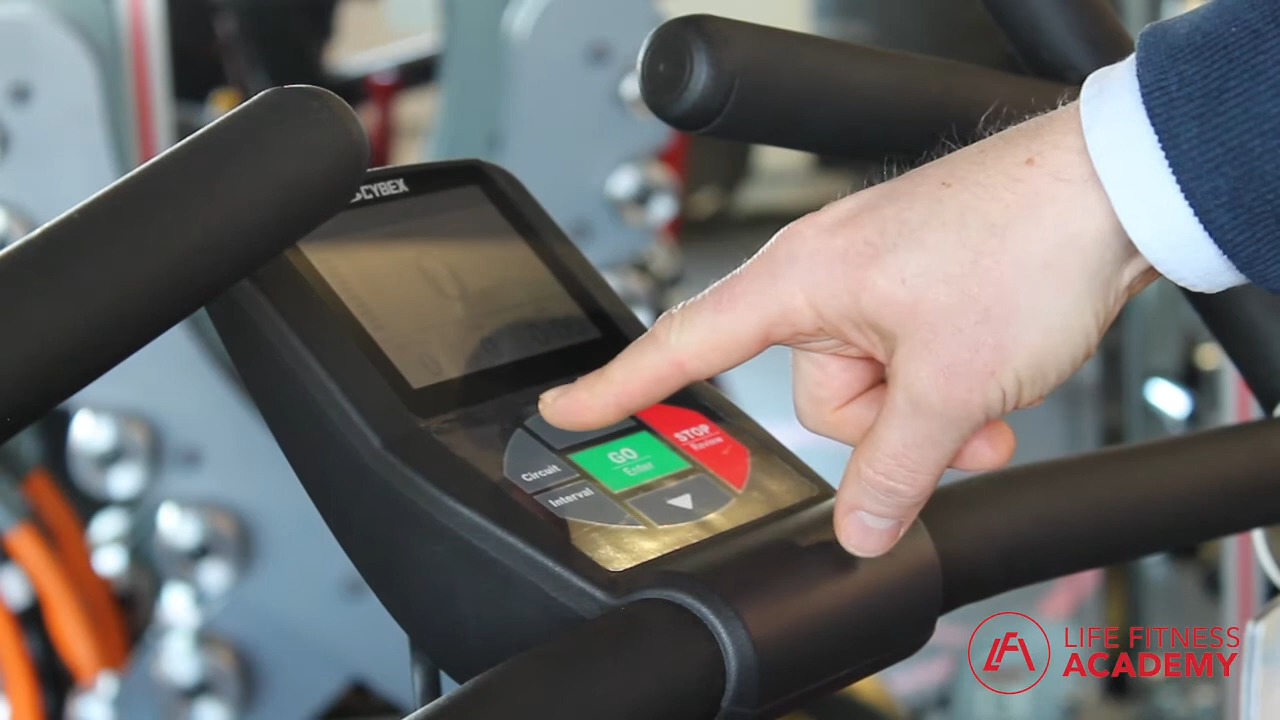 CYBEX
STOP
Review
GO
Enter
Circuit
Interval
LIFE FITNESS
ACADEMY